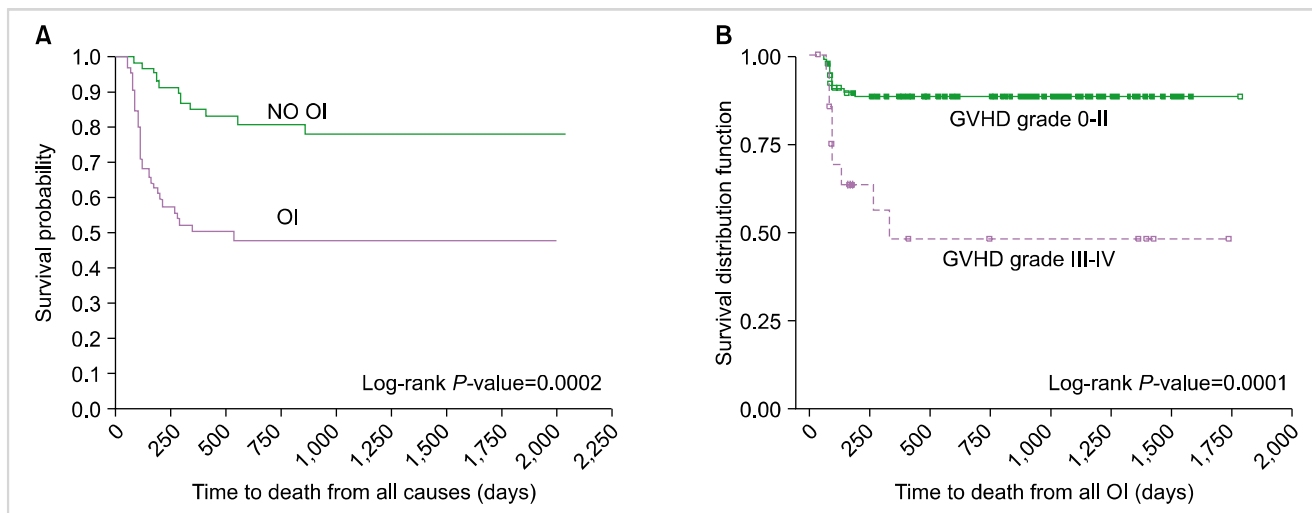 A
Survival probability
1.0
0.9
0.8
0.7
0.6
0.5
0.4
0.3
0.2
0.1
0.0
NO OI
OI
Log-rank P-value=0.0002
0
250
500
750
1,000
1,250
1,500
1,750
2,000
2,250
Time to death from all causes (days)
B
Survival distribution function
1.00
0.75
0.50
0.25
0.00
GVHD grade 0-II
GVHD grade III-IV
Log-rank P-value=0.0001
0
250
500
750
1,000
1,250
1,500
1,750
2,000
Time to death from all OI (days)